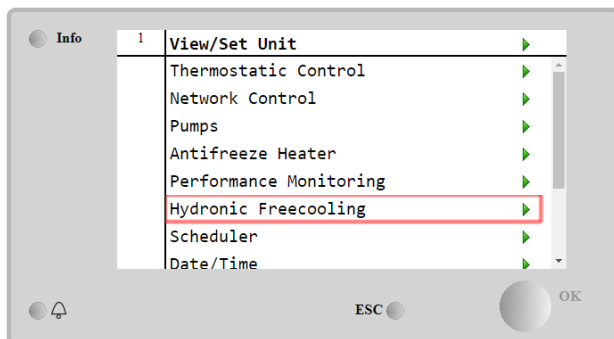 Info
1 View/Set Unit
Thermostatic Control
Network Control
Pumps
Antifreeze Heater
Performance Monitoring
Hydronic Freecooling
Scheduler
Date/Time
ESC
OK